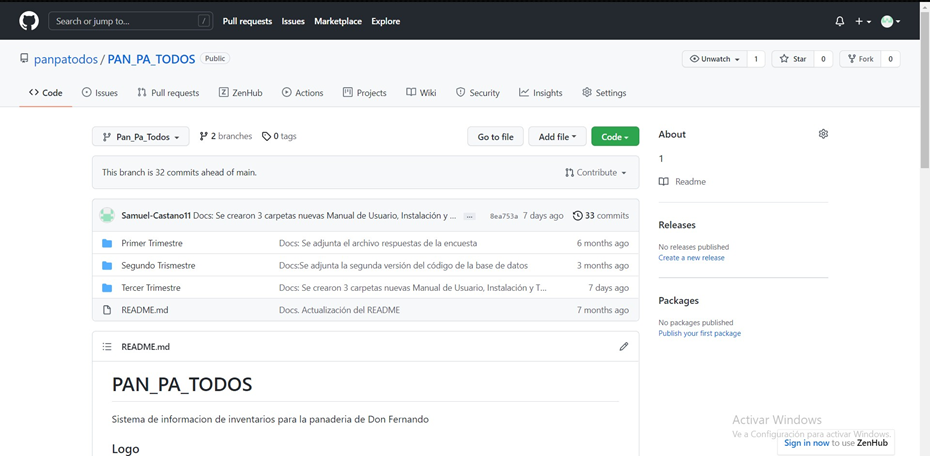 Search or jump to... /
Pull requests Issues Marketplace Explore
panpatodos / PAN_PA_TODOS Public
Unwatch 1 Star 0 Fork 0
Code Issues Pull requests ZenHub Actions Projects Wiki Security Insights Settings
Pan_Pa_Todos 2 branches 0 tags Go to file Add file Code
This branch is 32 commits ahead of main. Contribute
Samuel-Castano11 Docs: Se crearon 3 carpetas nuevas Manual de Usuario, Instalación y ... ... 8ea753a 7 days ago 33 commits
Primer Trimestre Docs: Se adjunta el archivo respuestas de la encuesta 6 months ago
Segundo Trismestre Docs:Se adjunta la segunda versión del código de la base de datos 3 months ago
Tercer Trimestre Docs: Se crearon 3 carpetas nuevas Manual de Usuario, Instalación y T... 7 days ago
README.md Docs. Actualización del README 7 months ago
README.md
PAN_PA_TODOS
Sistema de informacion de inventarios para la panaderia de Don Fernando
Logo
About
1
Readme
Releases
No releases published
Create a new release
Packages
No packages published
Publish your first package
Activar Windows
Ve a Configuración para activar Windows.
Sign in now to use ZenHub